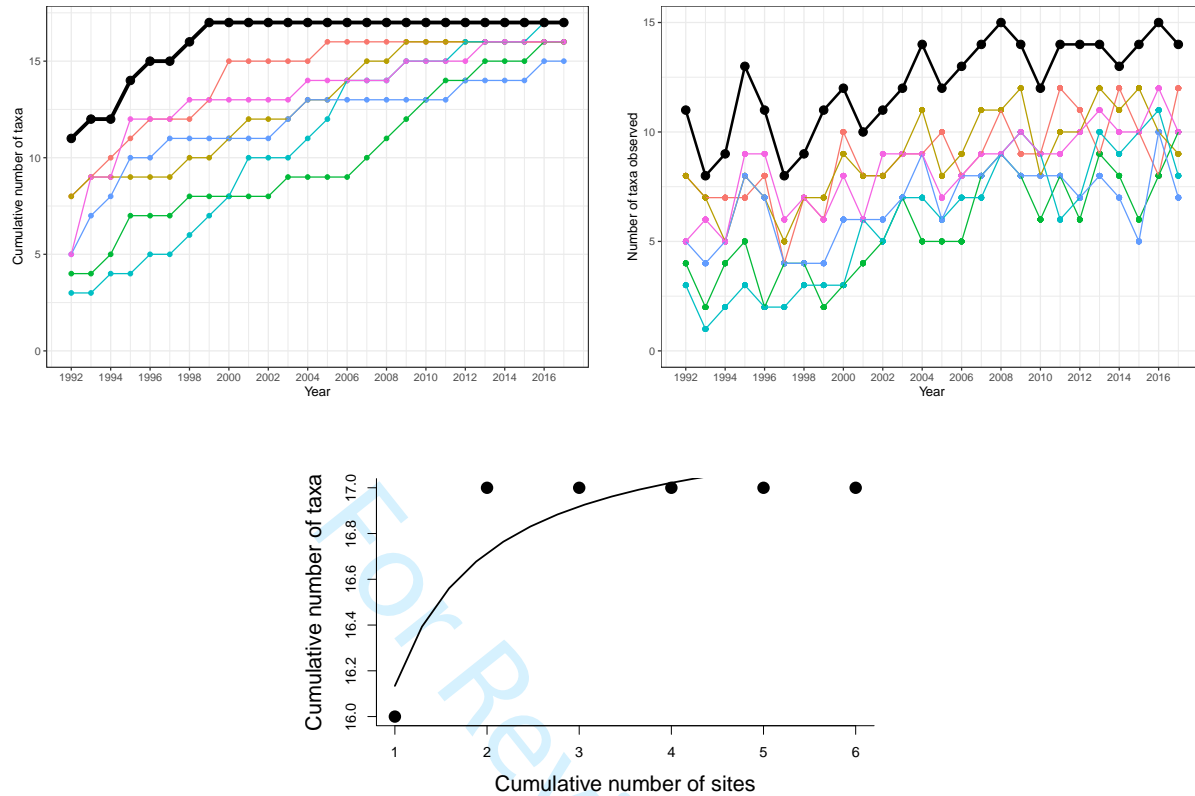 Cumulative number of taxa
15
10
5
0
1992 1994 1996 1998 2000 2002 2004 2006 2008 2010 2012 2014 2016
Year
Number of taxa observed
15
10
5
0
1992 1994 1996 1998 2000 2002 2004 2006 2008 2010 2012 2014 2016
Year
Cumulative number of taxa
17.0
16.8
16.6
16.4
16.2
16.0
1 2 3 4 5 6
Cumulative number of sites
For Rev